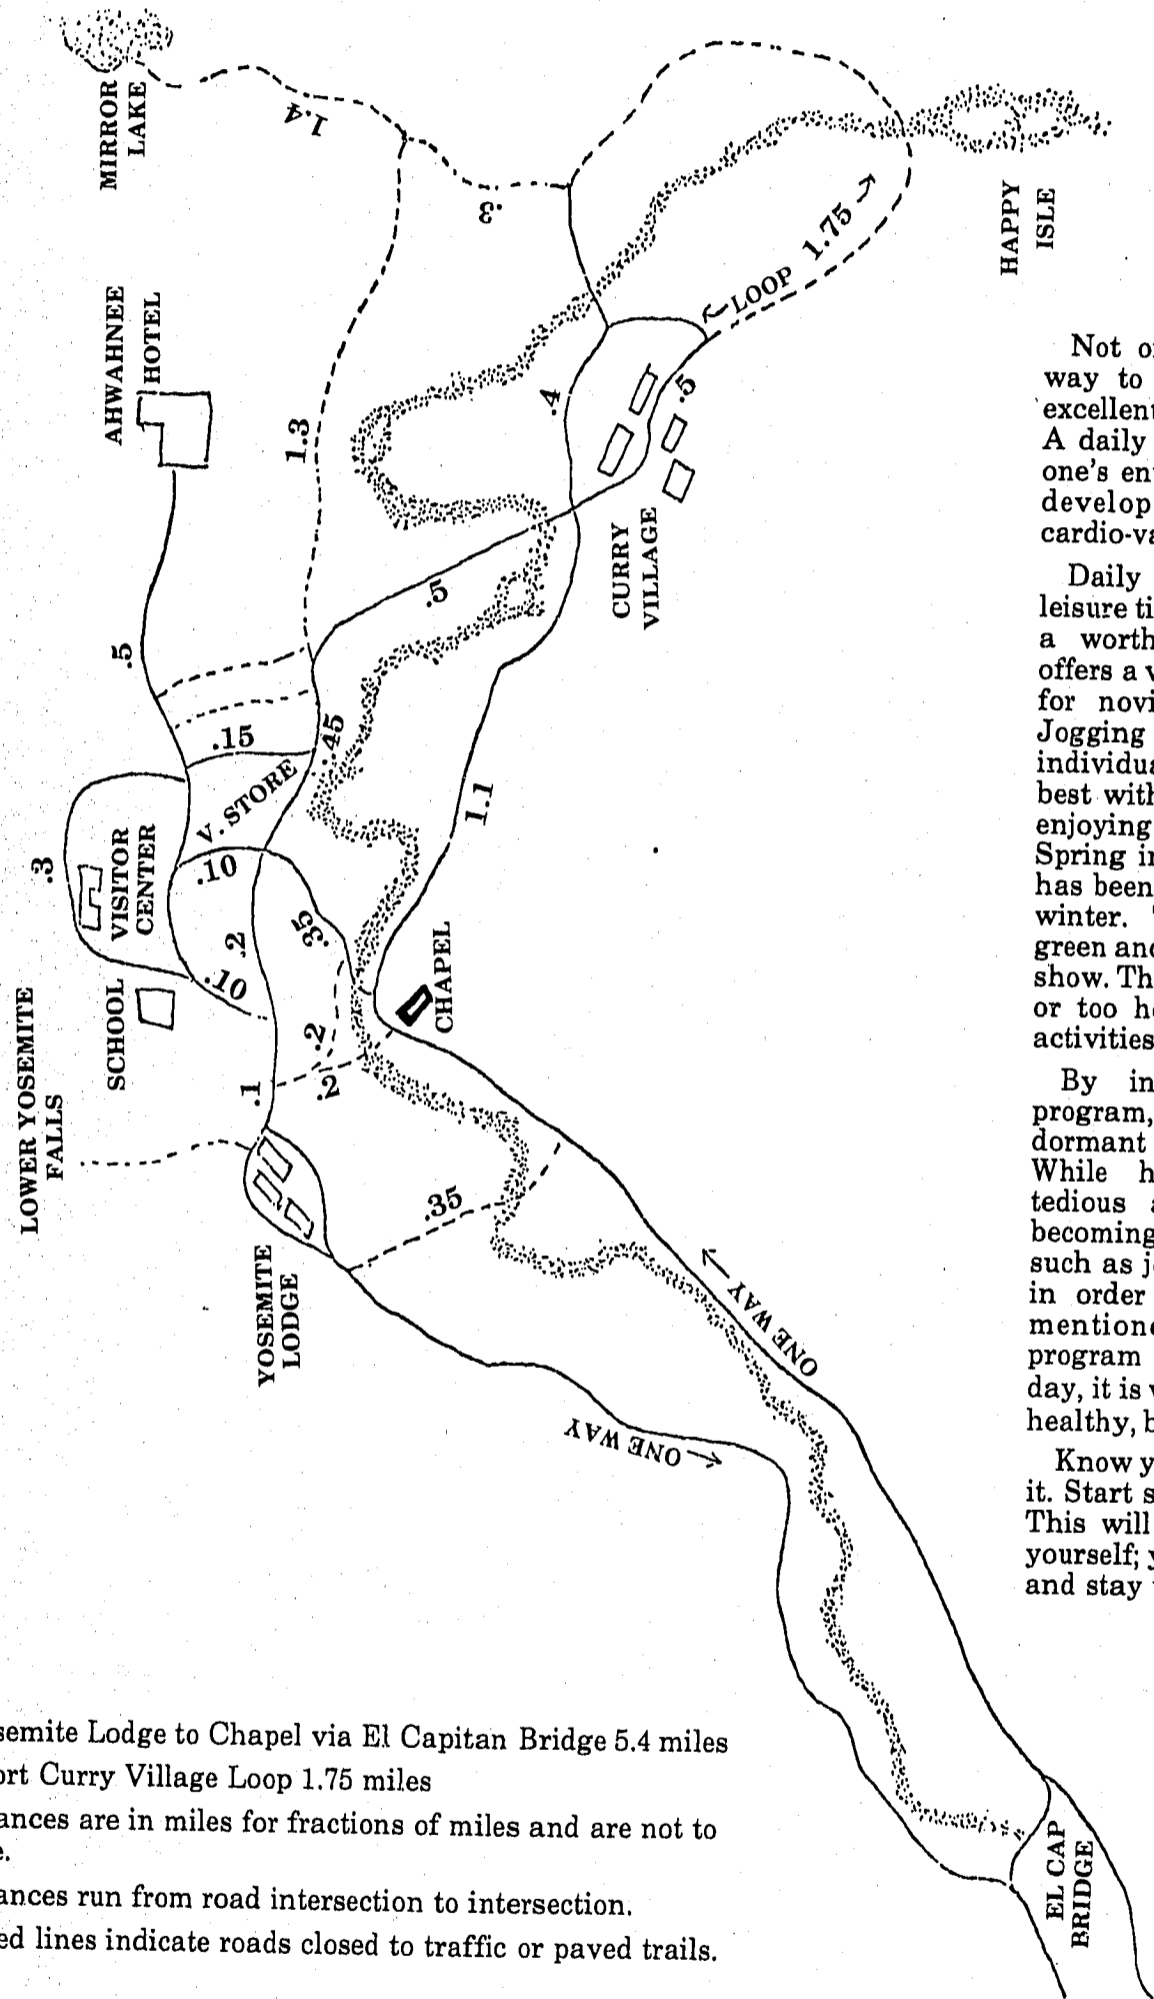 MIRROR
LAKE
1.4
.3
HAPPY
ISLE
LOOP 1.75
AHWAHNEE
HOTEL
1.3
.4
.5
CURRY
VILLAGE
.5
.5
.15
.45
V. STORE
1.1
.3
VISITOR
CENTER
.10
.2
.35
.10
SCHOOL
CHAPEL
LOWER YOSEMITE
FALLS
.1
.2
.2
.35
YOSEMITE
LODGE
ONE WAY
ONE WAY
EL CAP
BRIDGE
semite Lodge to Chapel via El Capitan Bridge 5.4 miles
ort Curry Village Loop 1.75 miles
ances are in miles for fractions of miles and are not to
e.
ances run from road intersection to intersection.
ed lines indicate roads closed to traffic or paved trails.
Not o
way to
excellent
A daily
one's en
develop
cardio-va
Daily
leisure ti
a worth
offers a v
for novi
Jogging
individua
best with
enjoying
Spring in
has been
winter.
green and
show. Th
or too ho
activities
By in
program,
dormant
While h
tedious a
becoming
such as j
in order
mentione
program
day, it is v
healthy, b
Know y
it. Start s
This will
yourself; y
and stay